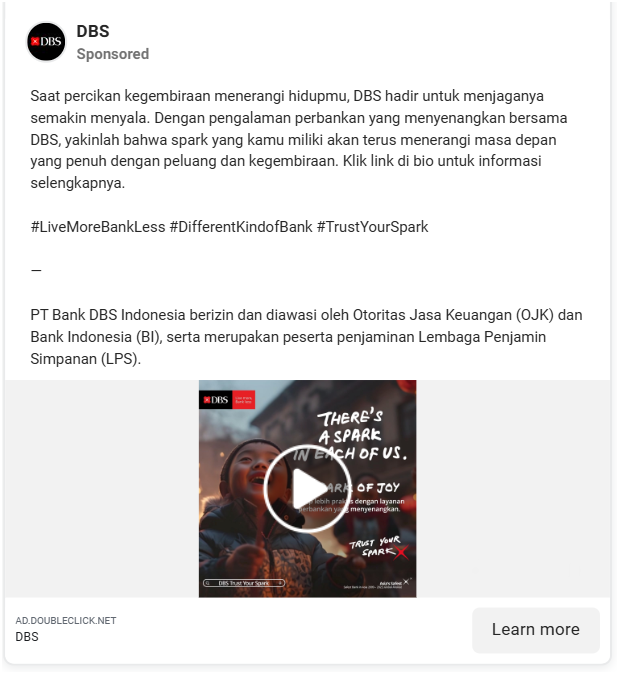 DBS
Sponsored
DBS
Saat percikan kegembiraan menerangi hidupmu, DBS hadir untuk menjaganya
semakin menyala. Dengan pengalaman perbankan yang menyenangkan bersama
DBS, yakinlah bahwa spark yang kamu miliki akan terus menerangi masa depan
yang penuh dengan peluang dan kegembiraan. Klik link di bio untuk informasi
selengkapnya.
#LiveMoreBankLess #DifferentKindofBank #TrustYourSpark
—
PT Bank DBS Indonesia berizin dan diawasi oleh Otoritas Jasa Keuangan (OJK) dan
Bank Indonesia (BI), serta merupakan peserta penjaminan Lembaga Penjamin
Simpanan (LPS).
DBS
THERE'S
A SPARK
IN EACH OF US.
OF JOY
lebih praktis dengan layanan
perbankan yang menyenangkan.
TRUST YOUR
SPARK
DBS Trust Your Spark
AD.DOUBLECLICK.NET
DBS
Learn more